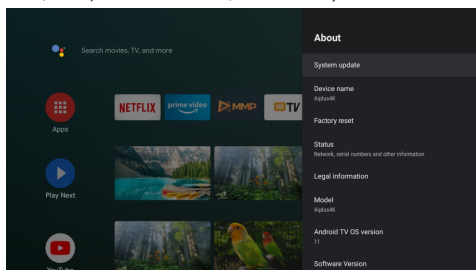 Search movies, TV, and more
Apps
NETFLIX
prime video
MMP
TV
Play Next
YouTube
About
System update
Device name
Aiplus4K
Factory reset
Status
Network, serial numbers and other information
Legal information
Model
Aiplus4K
Android TV OS version
11
Software Version